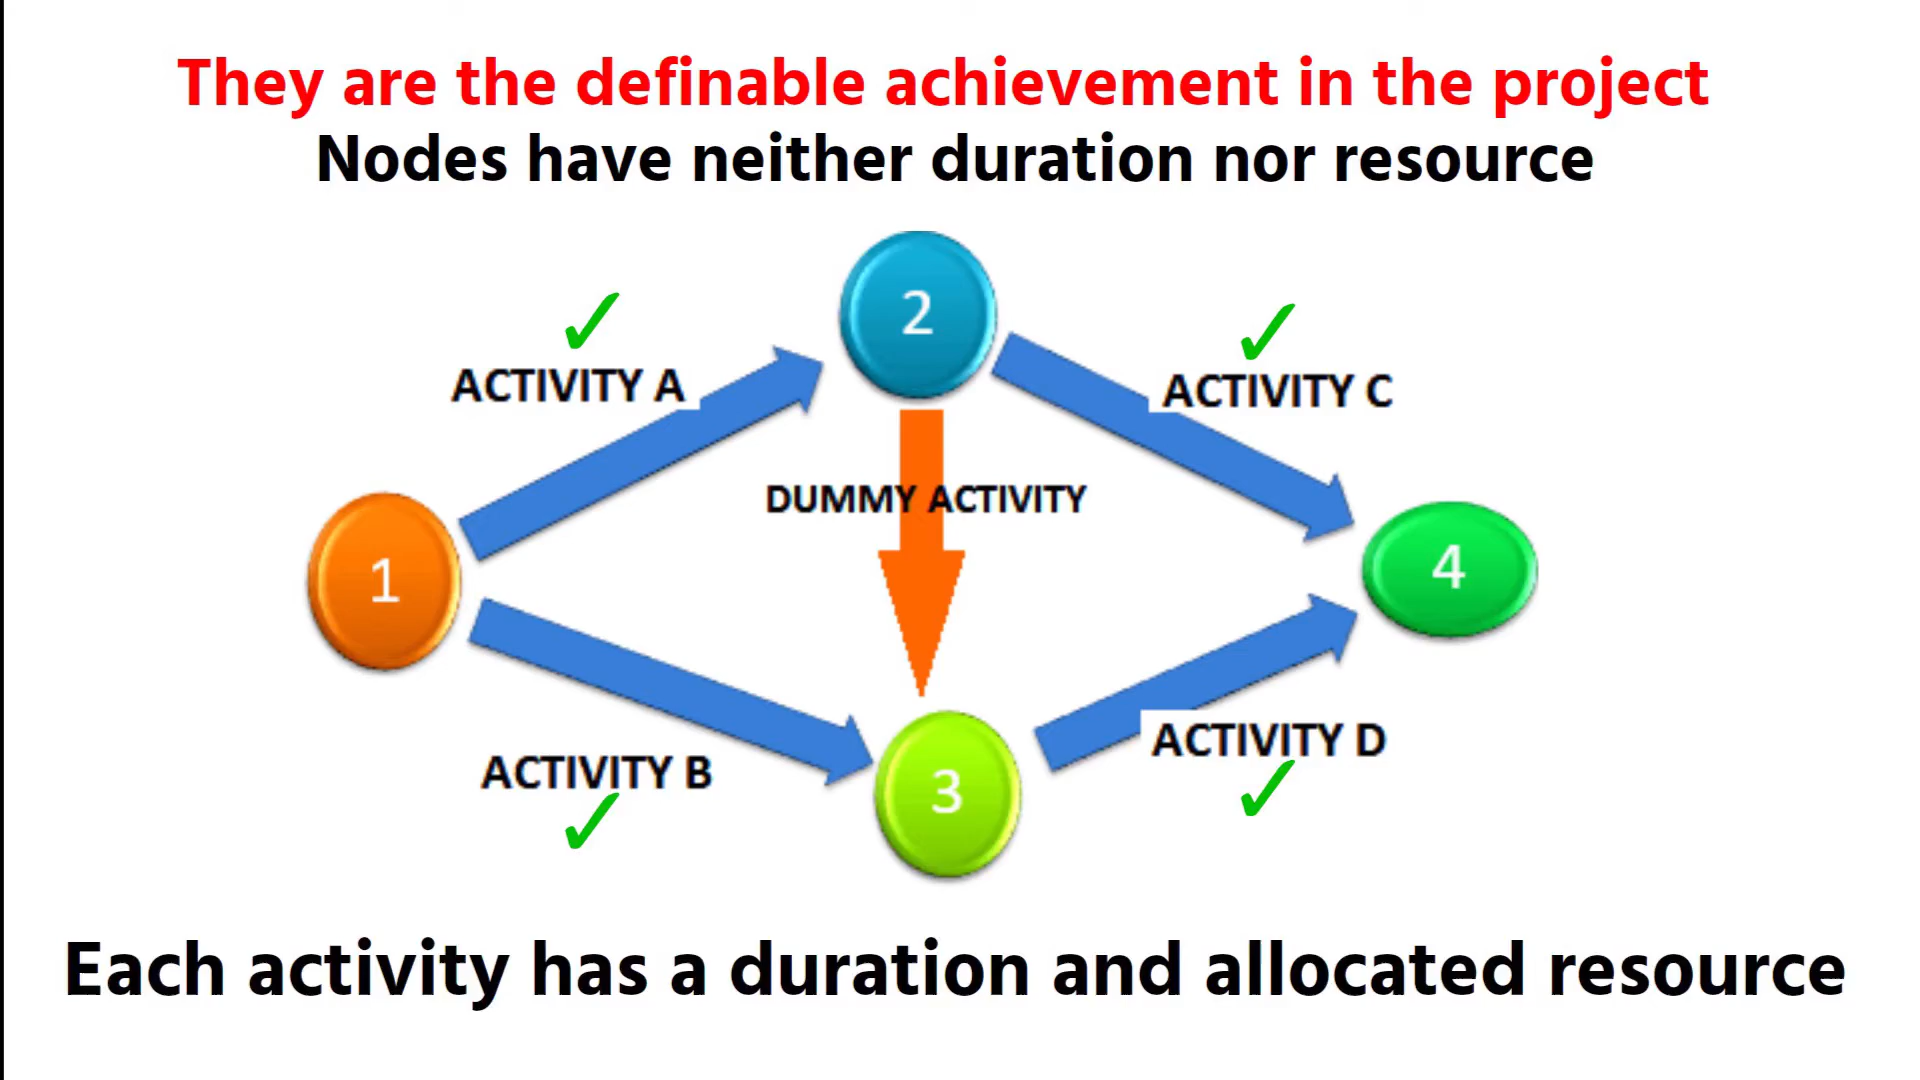 They are the definable achievement in the project
Nodes have neither duration nor resource
2
ACTIVITY A
ACTIVITY C
DUMMY ACTIVITY
1
4
ACTIVITY B
3
ACTIVITY D
Each activity has a duration and allocated resource